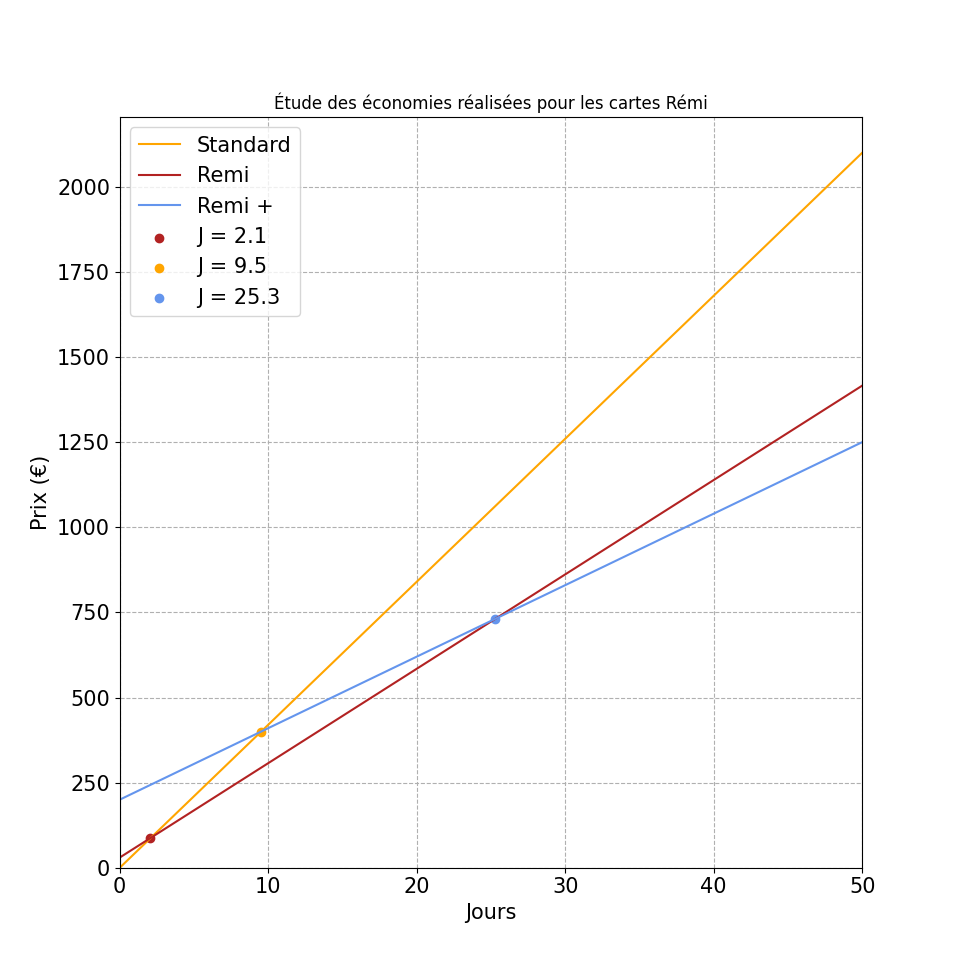 Étude des économies réalisées pour les cartes Rémi
Standard
Remi
Remi +
J = 2.1
J = 9.5
J = 25.3
2000
1750
1500
1250
1000
750
500
250
0
Prix (€)
0 10 20 30 40 50
Jours